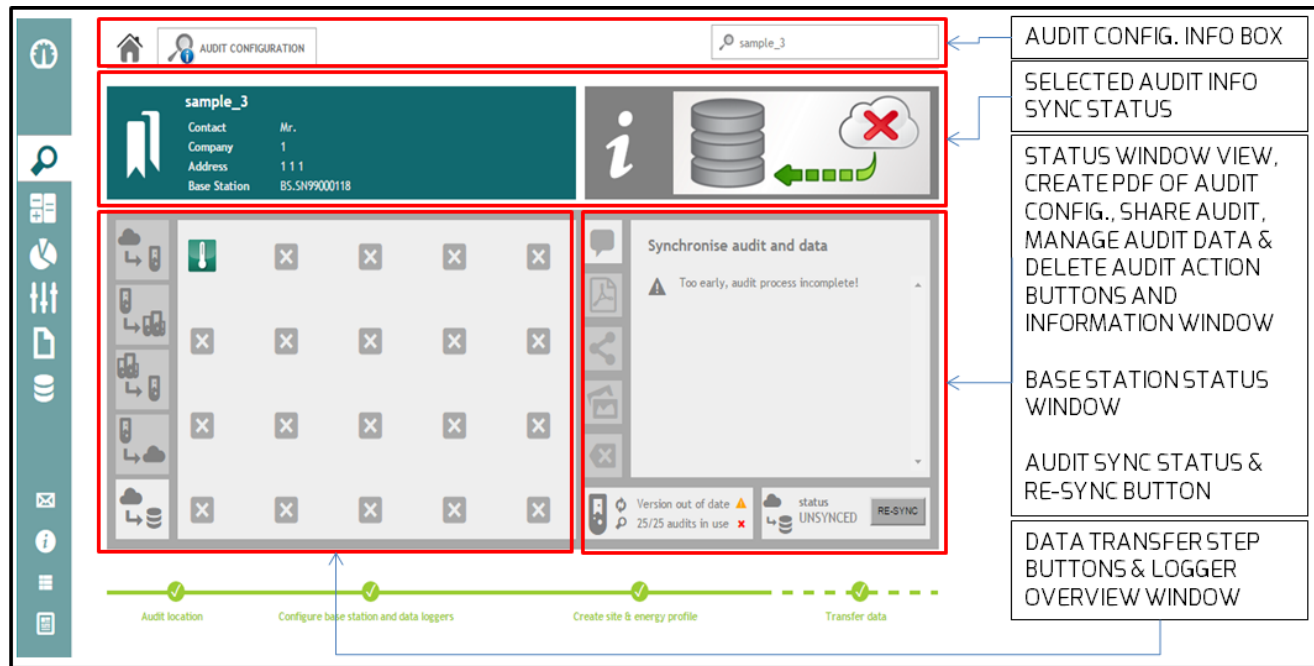 AUDIT CONFIGURATION
sample_3
sample_3
Contact Mr.
Company 1
Address 1 1 1
Base Station BS.SN99000118
Synchronise audit and data
Too early, audit process incomplete!
Version out of date
25/25 audits in use
status
UNSYNCED
RE-SYNC
Audit location
Configure base station and data loggers
Create site & energy profile
Transfer data
AUDIT CONFIG. INFO BOX
SELECTED AUDIT INFO
SYNC STATUS
STATUS WINDOW VIEW,
CREATE PDF OF AUDIT
CONFIG., SHARE AUDIT,
MANAGE AUDIT DATA &
DELETE AUDIT ACTION
BUTTONS AND
INFORMATION WINDOW
BASE STATION STATUS
WINDOW
AUDIT SYNC STATUS &
RE-SYNC BUTTON
DATA TRANSFER STEP
BUTTONS & LOGGER
OVERVIEW WINDOW